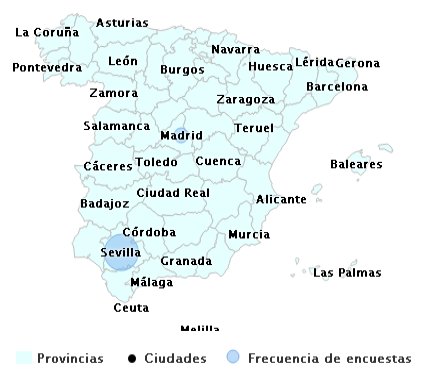 Asturias
La Coruña
Navarra
León
Huesca
Lérida
Gerona
Pontevedra
Burgos
Barcelona
Zamora
Zaragoza
Salamanca
Teruel
Madrid
Cáceres
Toledo
Cuenca
Baleares
Ciudad Real
Badajoz
Alicante
Córdoba
Murcia
Sevilla
Granada
Las Palmas
Málaga
Ceuta
Melilla
Provincias
Ciudades
Frecuencia de encuestas